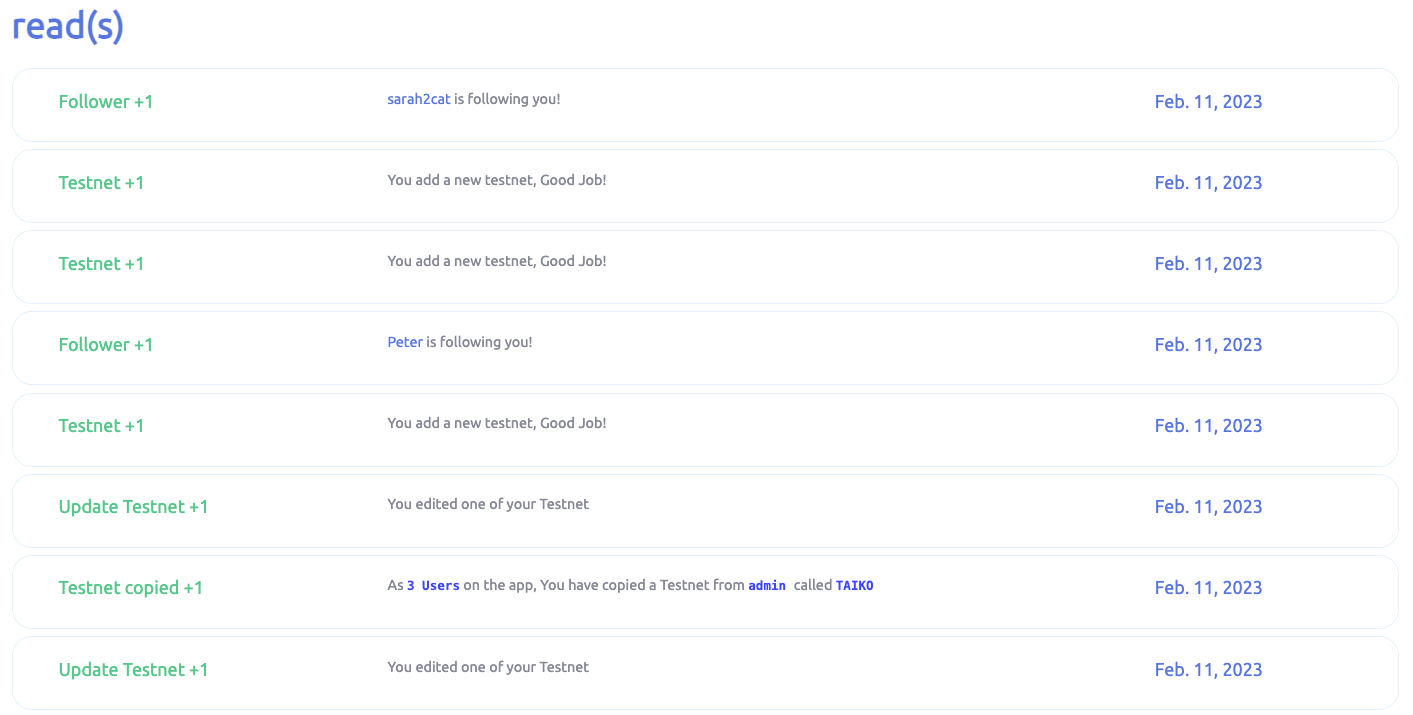 read(s)
Follower +1 sarah2cat is following you! Feb. 11, 2023
Testnet +1 You add a new testnet, Good Job! Feb. 11, 2023
Testnet +1 You add a new testnet, Good Job! Feb. 11, 2023
Follower +1 Peter is following you! Feb. 11, 2023
Testnet +1 You add a new testnet, Good Job! Feb. 11, 2023
Update Testnet +1 You edited one of your Testnet Feb. 11, 2023
Testnet copied +1 As 3 Users on the app, You have copied a Testnet from admin called TAIKO Feb. 11, 2023
Update Testnet +1 You edited one of your Testnet Feb. 11, 2023